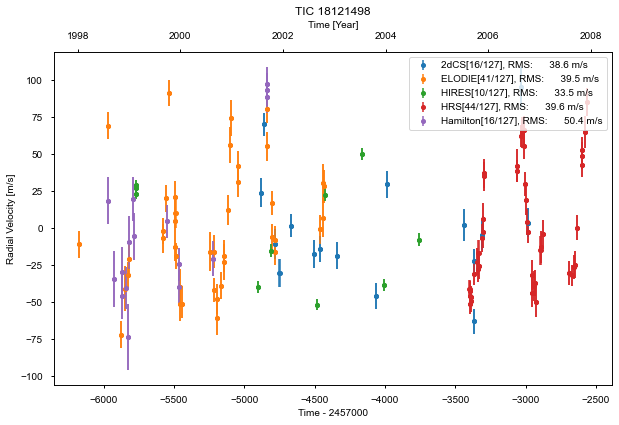 TIC 18121498
Time [Year]
1998 2000 2002 2004 2006 2008
2dCS[16/127], RMS: 38.6 m/s
ELODIE[41/127], RMS: 39.5 m/s
HIRES[10/127], RMS: 33.5 m/s
HRS[44/127], RMS: 39.6 m/s
Hamilton[16/127], RMS: 50.4 m/s
Radial Velocity [m/s]
100
75
50
25
0
−25
−50
−75
−100
−6000 −5500 −5000 −4500 −4000 −3500 −3000 −2500
Time - 2457000